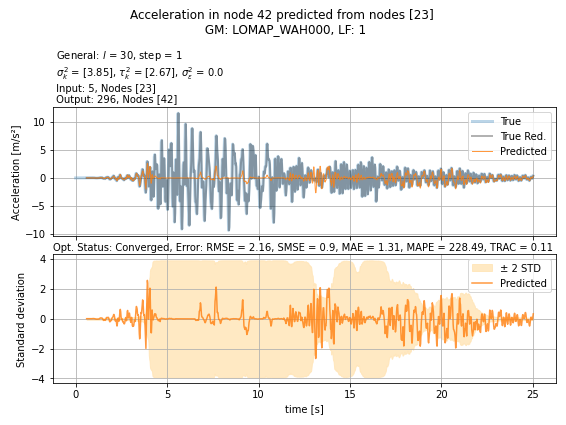 Acceleration in node 42 predicted from nodes [23]
GM: LOMAP_WAH000, LF: 1
General: l = 30, step = 1
σ²ₖ = [3.85], τ²ₖ = [2.67], σ²ε = 0.0
Input: 5, Nodes [23]
Output: 296, Nodes [42]
Acceleration [m/s²]
10
5
0
−5
−10
True
True Red.
Predicted
Opt. Status: Converged, Error: RMSE = 2.16, SMSE = 0.9, MAE = 1.31, MAPE = 228.49, TRAC = 0.11
Standard deviation
4
2
0
−2
−4
± 2 STD
Predicted
0 5 10 15 20 25
time [s]